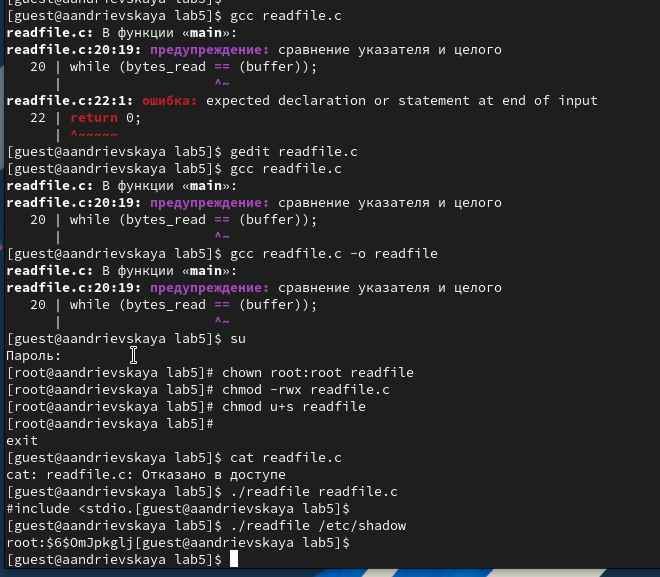 [guest@aandrievskaya lab5]$ gcc readfile.c
readfile.c: В функции «main»:
readfile.c:20:19: предупреждение: сравнение указателя и целого
20 | while (bytes_read == (buffer));
| ^~
readfile.c:22:1: ошибка: expected declaration or statement at end of input
22 | return 0;
| ^~~~~~
[guest@aandrievskaya lab5]$ gedit readfile.c
[guest@aandrievskaya lab5]$ gcc readfile.c
readfile.c: В функции «main»:
readfile.c:20:19: предупреждение: сравнение указателя и целого
20 | while (bytes_read == (buffer));
| ^~
[guest@aandrievskaya lab5]$ gcc readfile.c -o readfile
readfile.c: В функции «main»:
readfile.c:20:19: предупреждение: сравнение указателя и целого
20 | while (bytes_read == (buffer));
| ^~
[guest@aandrievskaya lab5]$ su
Пароль:
[root@aandrievskaya lab5]# chown root:root readfile
[root@aandrievskaya lab5]# chmod -rwx readfile.c
[root@aandrievskaya lab5]# chmod u+s readfile
[root@aandrievskaya lab5]#
exit
[guest@aandrievskaya lab5]$ cat readfile.c
cat: readfile.c: Отказано в доступе
[guest@aandrievskaya lab5]$ ./readfile readfile.c
#include <stdio.[guest@aandrievskaya lab5]$
[guest@aandrievskaya lab5]$ ./readfile /etc/shadow
root:$6$OmJpkglj[guest@aandrievskaya lab5]$
[guest@aandrievskaya lab5]$